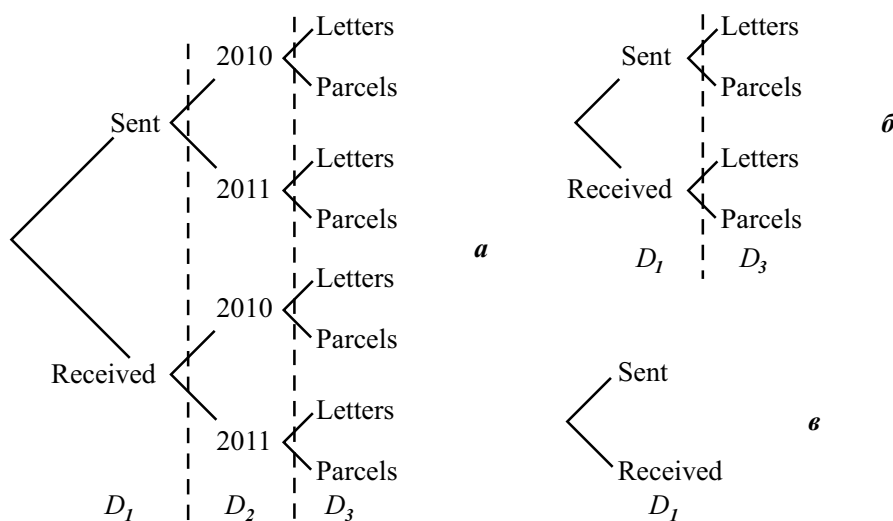 Letters
2010
Parcels
Sent
Letters
2011
Parcels
a
Letters
2010
Parcels
Received
Letters
2011
Parcels
D1 D2 D3
Letters
Sent
Parcels
б
Letters
Received
Parcels
D1 D3
Sent
в
Received
D1